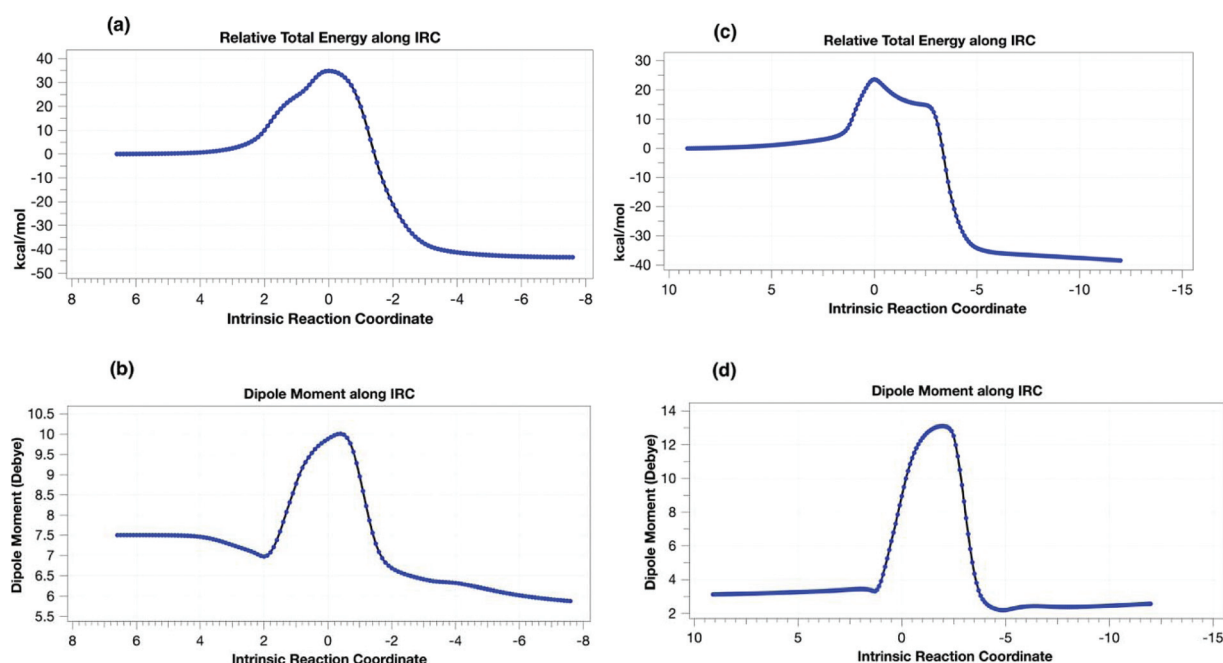 (a)
Relative Total Energy along IRC
kcal/mol
40
30
20
10
0
-10
-20
-30
-40
-50
8 6 4 2 0 -2 -4 -6 -8
Intrinsic Reaction Coordinate
(c)
Relative Total Energy along IRC
kcal/mol
30
20
10
0
-10
-20
-30
-40
10 5 0 -5 -10 -15
Intrinsic Reaction Coordinate
(b)
Dipole Moment along IRC
Dipole Moment (Debye)
10.5
10
9.5
9
8.5
8
7.5
7
6.5
6
5.5
8 6 4 2 0 -2 -4 -6 -8
Intrinsic Reaction Coordinate
(d)
Dipole Moment along IRC
Dipole Moment (Debye)
14
12
10
8
6
4
2
10 5 0 -5 -10 -15
Intrinsic Reaction Coordinate